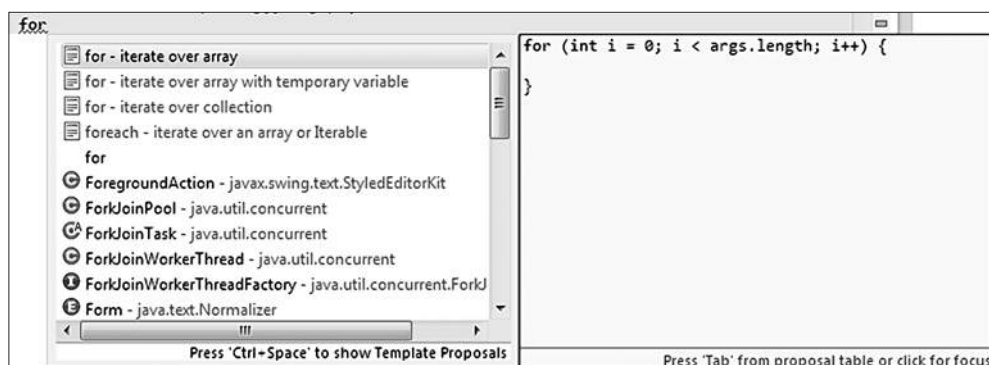 for
for - iterate over array
for - iterate over array with temporary variable
for - iterate over collection
foreach - iterate over an array or Iterable
for
ForegroundAction - javax.swing.text.StyledEditorKit
ForkJoinPool - java.util.concurrent
ForkJoinTask - java.util.concurrent
ForkJoinWorkerThread - java.util.concurrent
ForkJoinWorkerThreadFactory - java.util.concurrent.ForkJ
Form - java.text.Normalizer
Press 'Ctrl+Space' to show Template Proposals
for (int i = 0; i < args.length; i++) {
}
Press 'Tab' from proposal table or click for focus